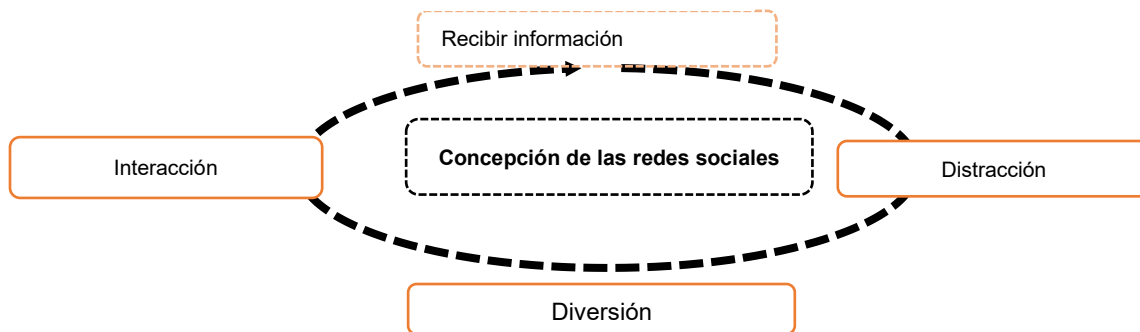 Recibir información
Interacción
Concepción de las redes sociales
Distracción
Diversión